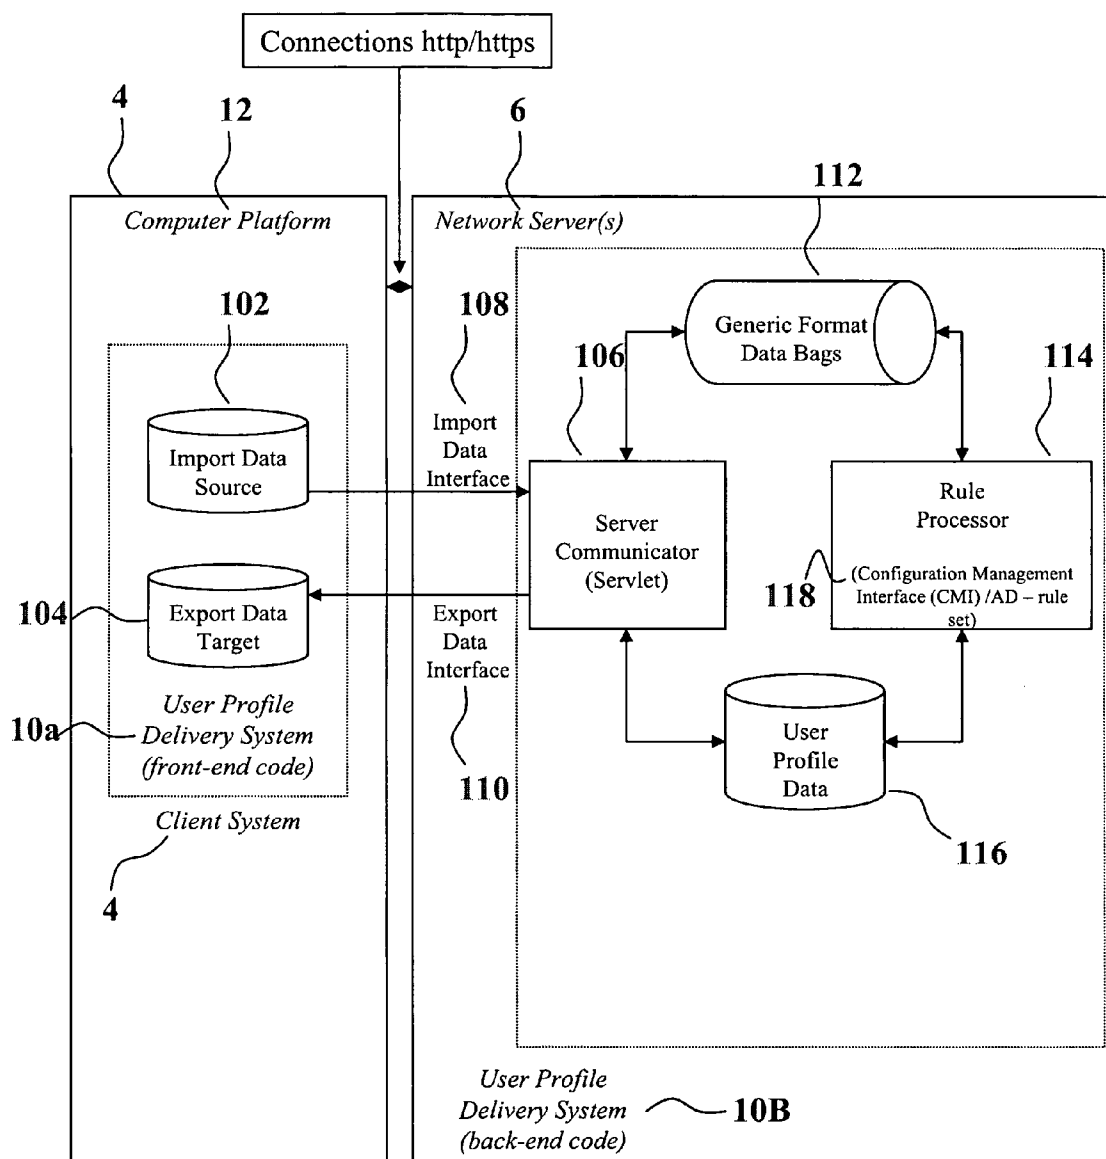 Connections http/https
4
12
6
112
Computer Platform
Network Server(s)
102
108
106
114
Generic Format
Data Bags
Import Data
Source
Import
Data
Interface
Server
Communicator
(Servlet)
Rule
Processor
118
(Configuration Management
Interface (CMI) /AD – rule
set)
104
Export Data
Target
Export
Data
Interface
10a
User Profile
Delivery System
(front-end code)
110
User
Profile
Data
116
Client System
4
User Profile
Delivery System
(back-end code)
10B